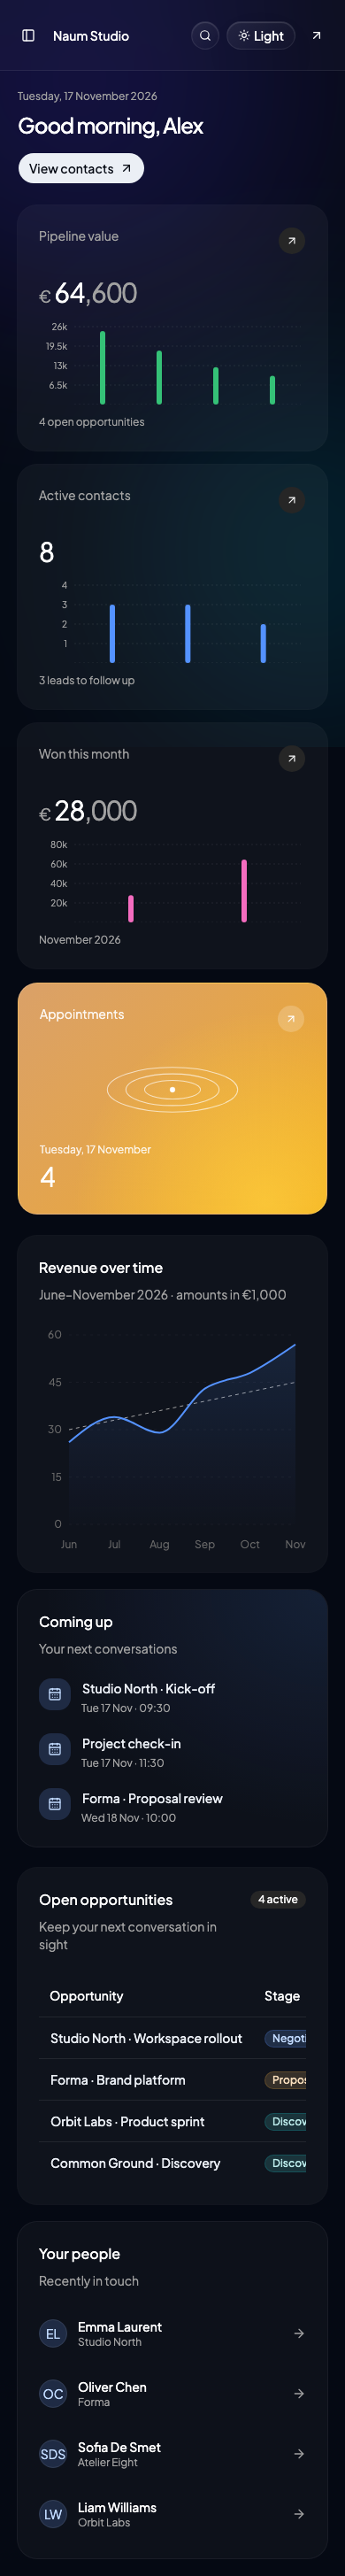 Naum Studio
Light
Tuesday, 17 November 2026
Good morning, Alex
View contacts
Pipeline value
€ 64,600
26k
19.5k
13k
6.5k
4 open opportunities
Active contacts
8
4
3
2
1
3 leads to follow up
Won this month
€ 28,000
80k
60k
40k
20k
November 2026
Appointments
Tuesday, 17 November
4
Revenue over time
June–November 2026 · amounts in €1,000
60
45
30
15
0
Jun Jul Aug Sep Oct Nov
Coming up
Your next conversations
Studio North · Kick-off
Tue 17 Nov · 09:30
Project check-in
Tue 17 Nov · 11:30
Forma · Proposal review
Wed 18 Nov · 10:00
Open opportunities
4 active
Keep your next conversation in
sight
Opportunity Stage
Studio North · Workspace rollout Negoti
Forma · Brand platform Propos
Orbit Labs · Product sprint Discov
Common Ground · Discovery Discov
Your people
Recently in touch
EL Emma Laurent
Studio North
OC Oliver Chen
Forma
SDS Sofia De Smet
Atelier Eight
LW Liam Williams
Orbit Labs